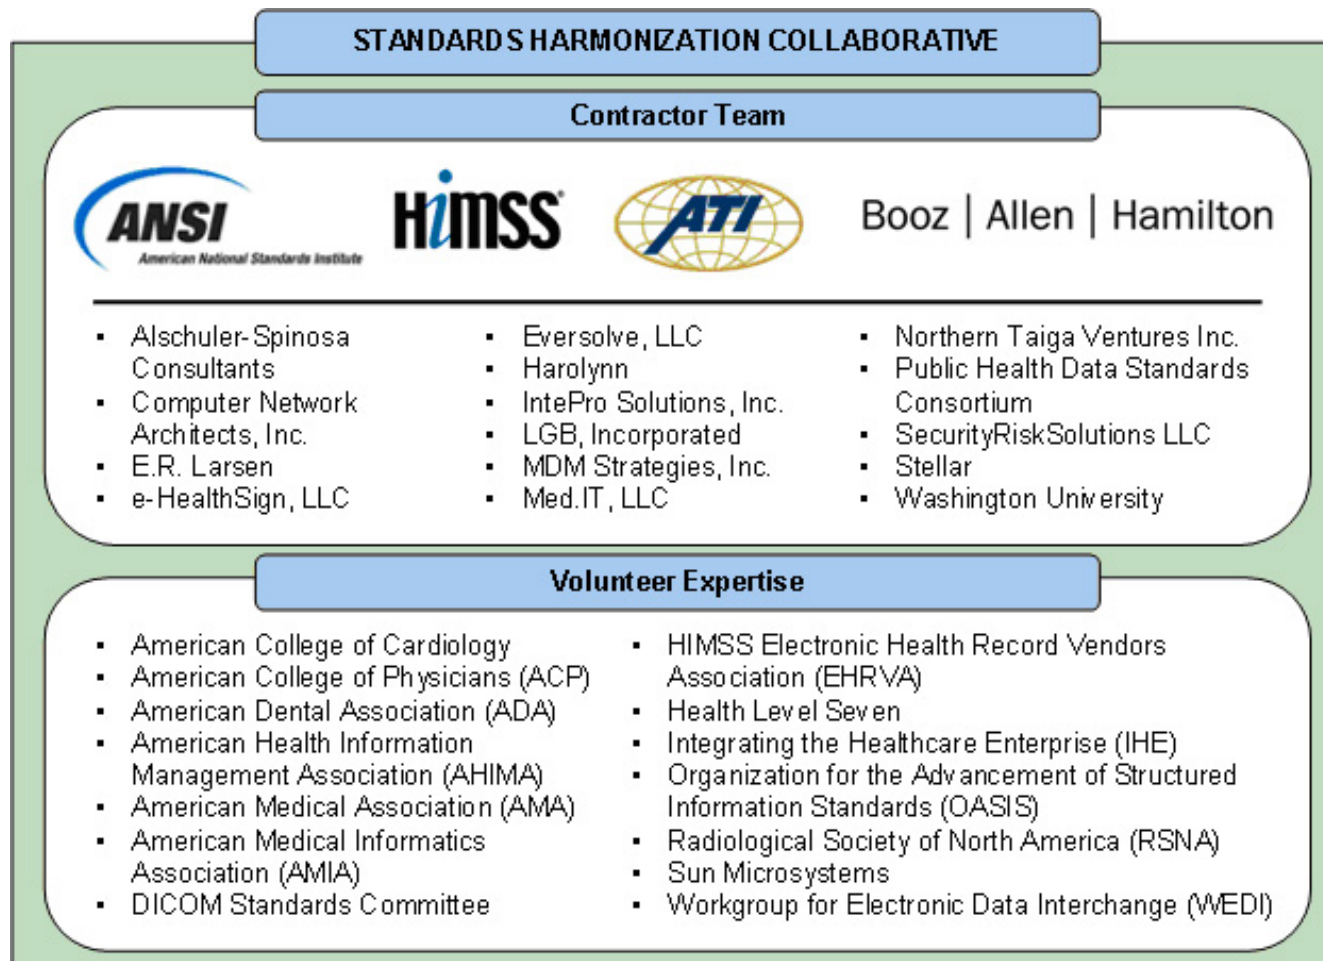 STANDARDS HARMONIZATION COLLABORATIVE
Contractor Team
ANSI
American National Standards Institute
HiMSS®
ATI
Booz | Allen | Hamilton
▪ Alschuler-Spinosa
Consultants
▪ Computer Network
Architects, Inc.
▪ E.R. Larsen
▪ e-HealthSign, LLC
▪ Eversolve, LLC
▪ Harolynn
▪ IntePro Solutions, Inc.
▪ LGB, Incorporated
▪ MDM Strategies, Inc.
▪ Med.IT, LLC
▪ Northern Taiga Ventures Inc.
▪ Public Health Data Standards
Consortium
▪ SecurityRiskSolutions LLC
▪ Stellar
▪ Washington University
Volunteer Expertise
▪ American College of Cardiology
▪ American College of Physicians (ACP)
▪ American Dental Association (ADA)
▪ American Health Information
Management Association (AHIMA)
▪ American Medical Association (AMA)
▪ American Medical Informatics
Association (AMIA)
▪ DICOM Standards Committee
▪ HIMSS Electronic Health Record Vendors
Association (EHRVA)
▪ Health Level Seven
▪ Integrating the Healthcare Enterprise (IHE)
▪ Organization for the Advancement of Structured
Information Standards (OASIS)
▪ Radiological Society of North America (RSNA)
▪ Sun Microsystems
▪ Workgroup for Electronic Data Interchange (WEDI)